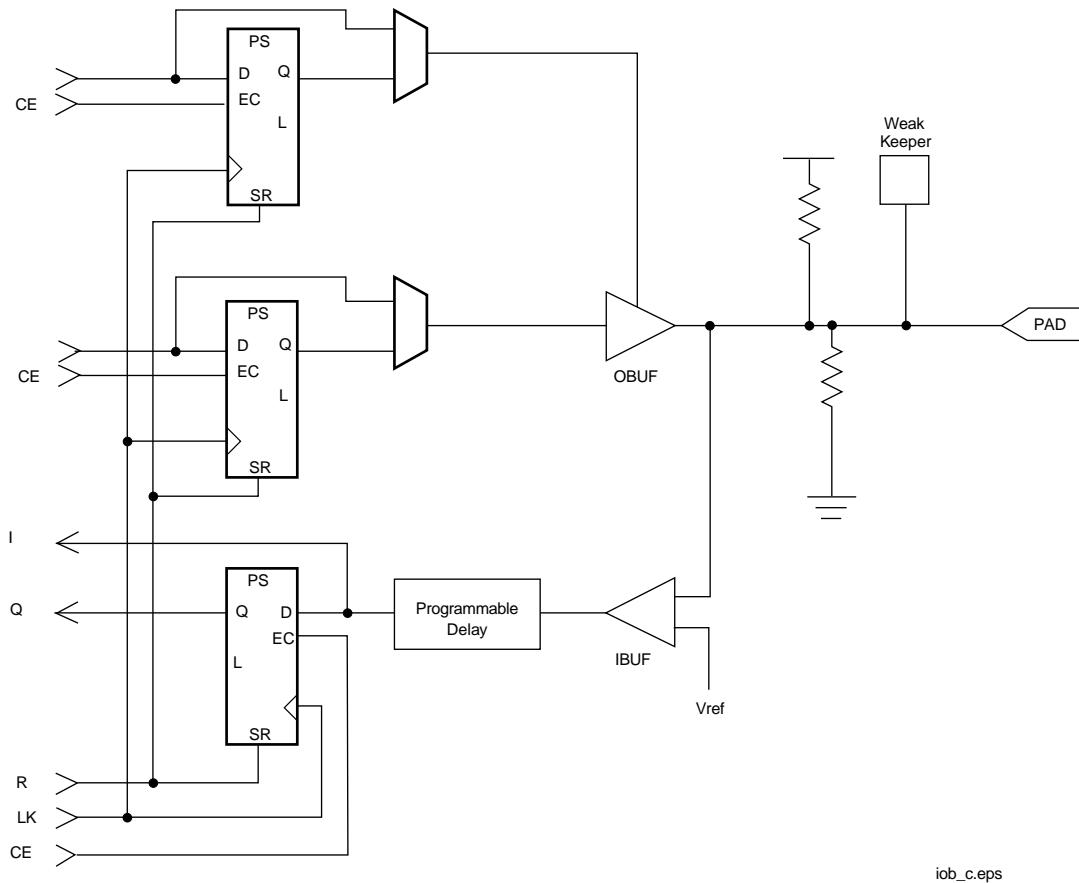 PS
D Q
CE EC
L
SR
Weak
Keeper
PS
D Q
CE EC
L
SR
OBUF
PAD
I
PS
Q Q D
EC
L
SR
Programmable
Delay
IBUF
Vref
R
LK
CE
iob_c.eps